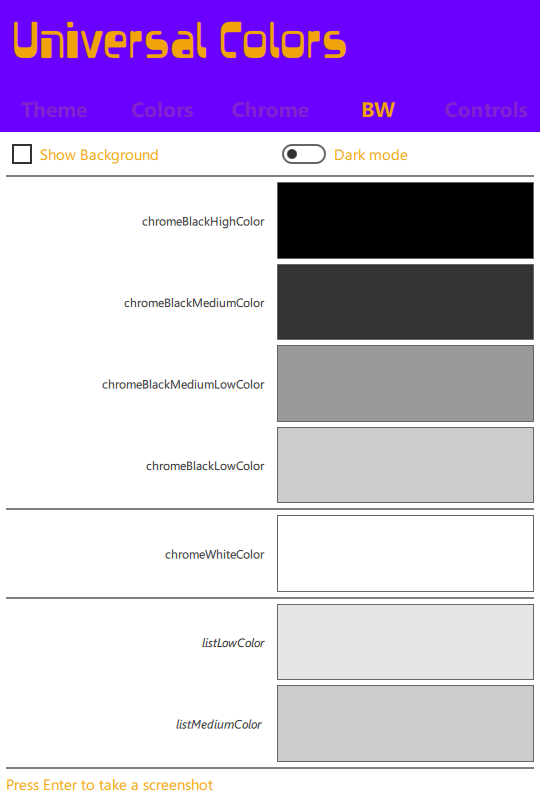 Universal Colors
Theme Colors Chrome BW Controls
Show Background Dark mode
chromeBlackHighColor
chromeBlackMediumColor
chromeBlackMediumLowColor
chromeBlackLowColor
chromeWhiteColor
listLowColor
listMediumColor
Press Enter to take a screenshot